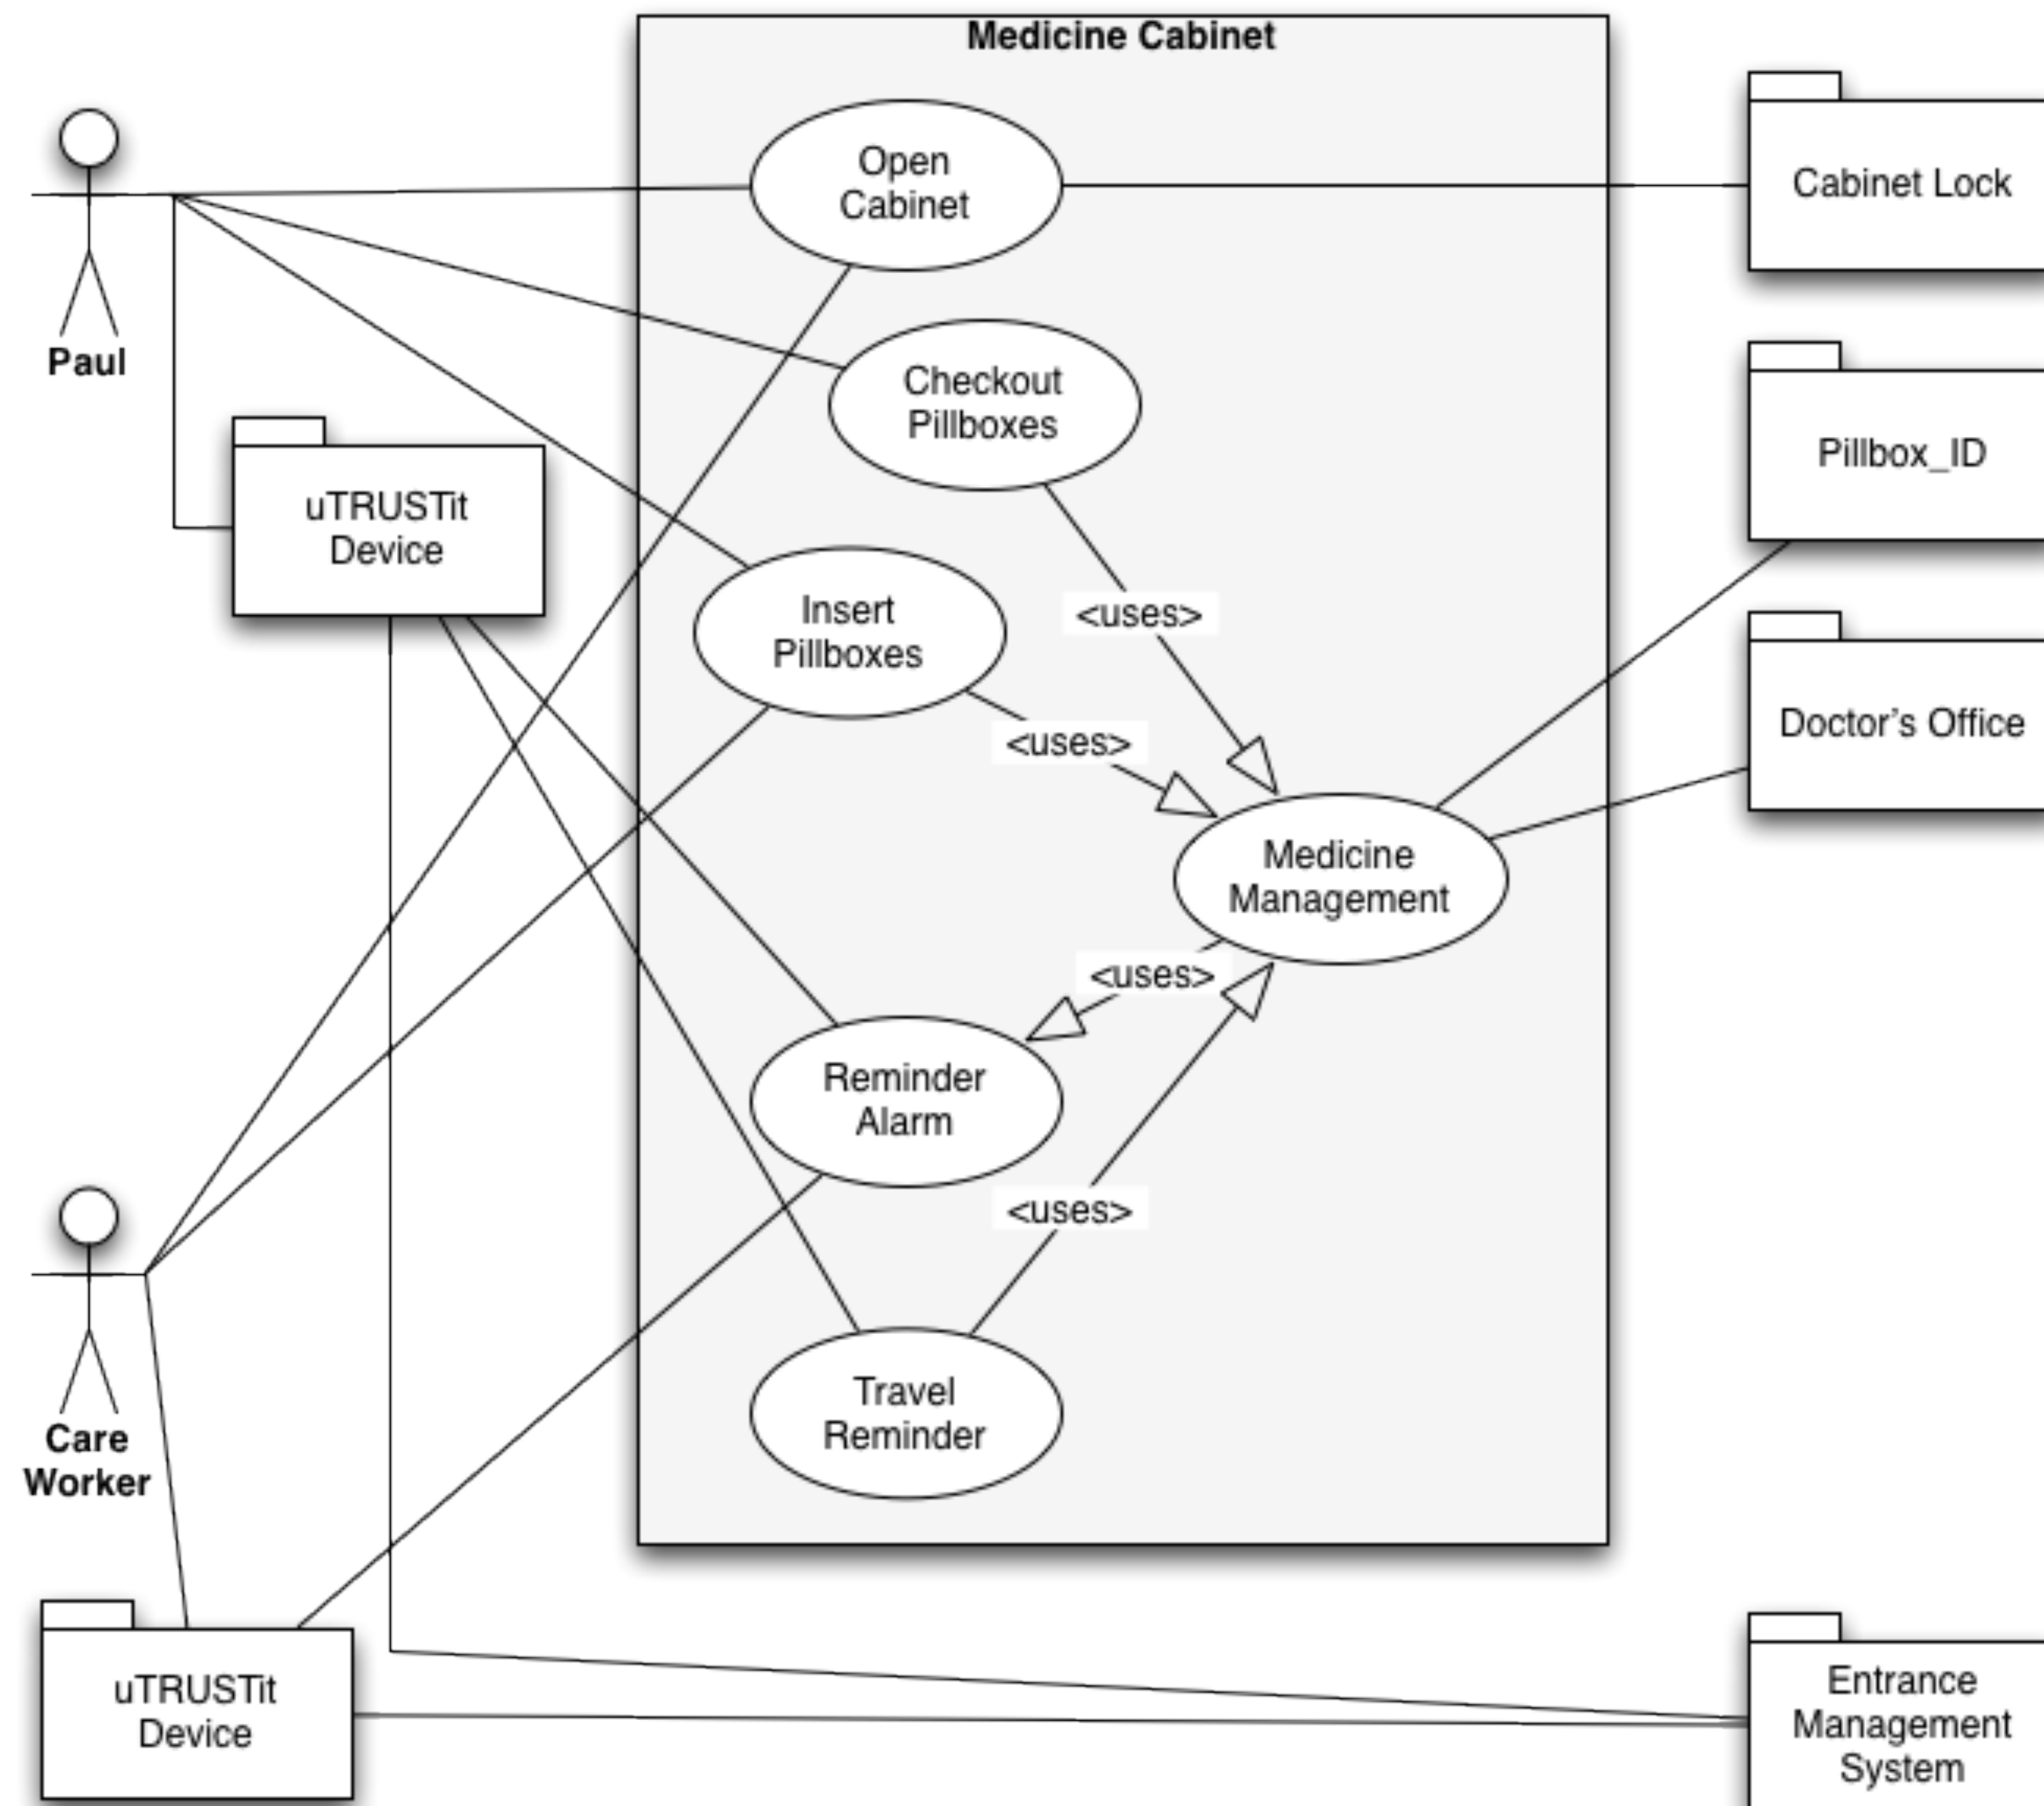 Medicine Cabinet
Open
Cabinet
Cabinet Lock
Paul
Checkout
Pillboxes
Pillbox_ID
uTRUSTit
Device
Insert
Pillboxes
<uses>
<uses>
Doctor’s Office
Medicine
Management
<uses>
Reminder
Alarm
<uses>
Care
Worker
Travel
Reminder
uTRUSTit
Device
Entrance
Management
System